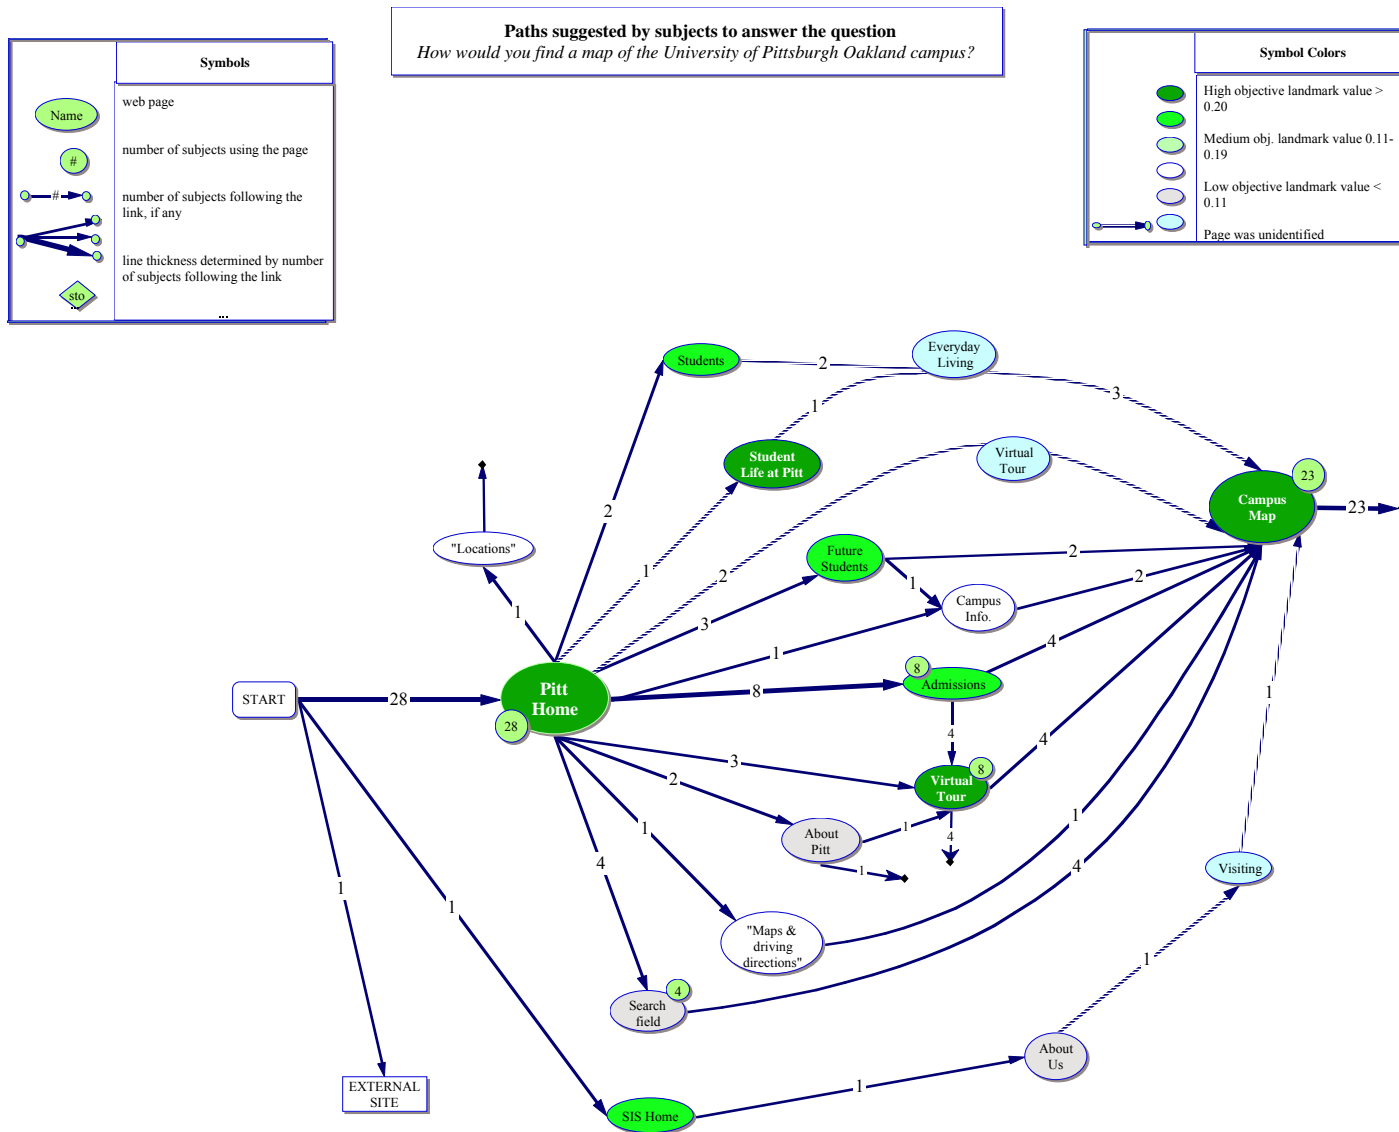 Paths suggested by subjects to answer the question
How would you find a map of the University of Pittsburgh Oakland campus?
Symbols
Name
web page
#
number of subjects using the page
#
number of subjects following the
link, if any
line thickness determined by number
of subjects following the link
sto
...
...
Symbol Colors
High objective landmark value >
0.20
Medium obj. landmark value 0.11-
0.19
Low objective landmark value <
0.11
Page was unidentified
Students
2
Everyday
Living
3
1
Student
Life at Pitt
Virtual
Tour
23
Campus
Map
23
2
"Locations"
1
1
2
Future
Students
2
1
2
Campus
Info.
3
1
4
8
Admissions
8
START
28
Pitt
Home
28
4
3
8
Virtual
Tour
4
2
About
Pitt
1
4
1
1
1
4
1
Visiting
4
1
1
"Maps &
driving
directions"
4
Search
field
1
About
Us
EXTERNAL
SITE
SIS Home
1